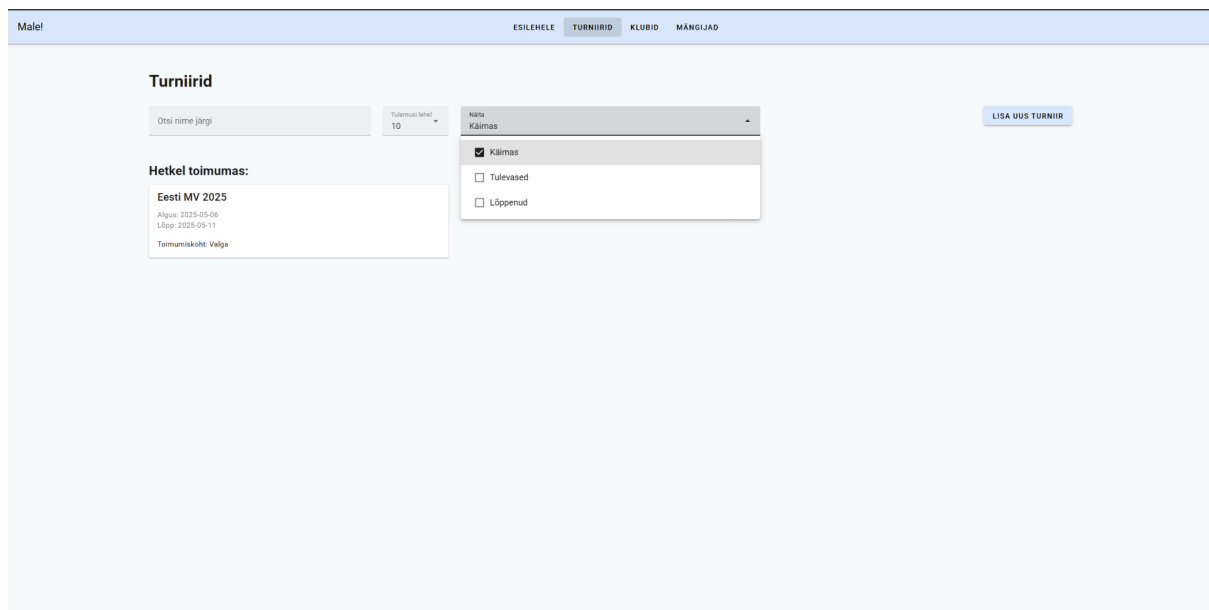 Male!
ESILEHELE TURNIIRID KLUBID MÄNGIJAD
Turniirid
Otsi nime järgi
Tulemusi lehel
10
Näita
Käimas
LISA UUS TURNIIR
Käimas
Tulevased
Lõppenud
Hetkel toimumas:
Eesti MV 2025
Algus: 2025-05-06
Lõpp: 2025-05-11
Toimumiskoht: Valga